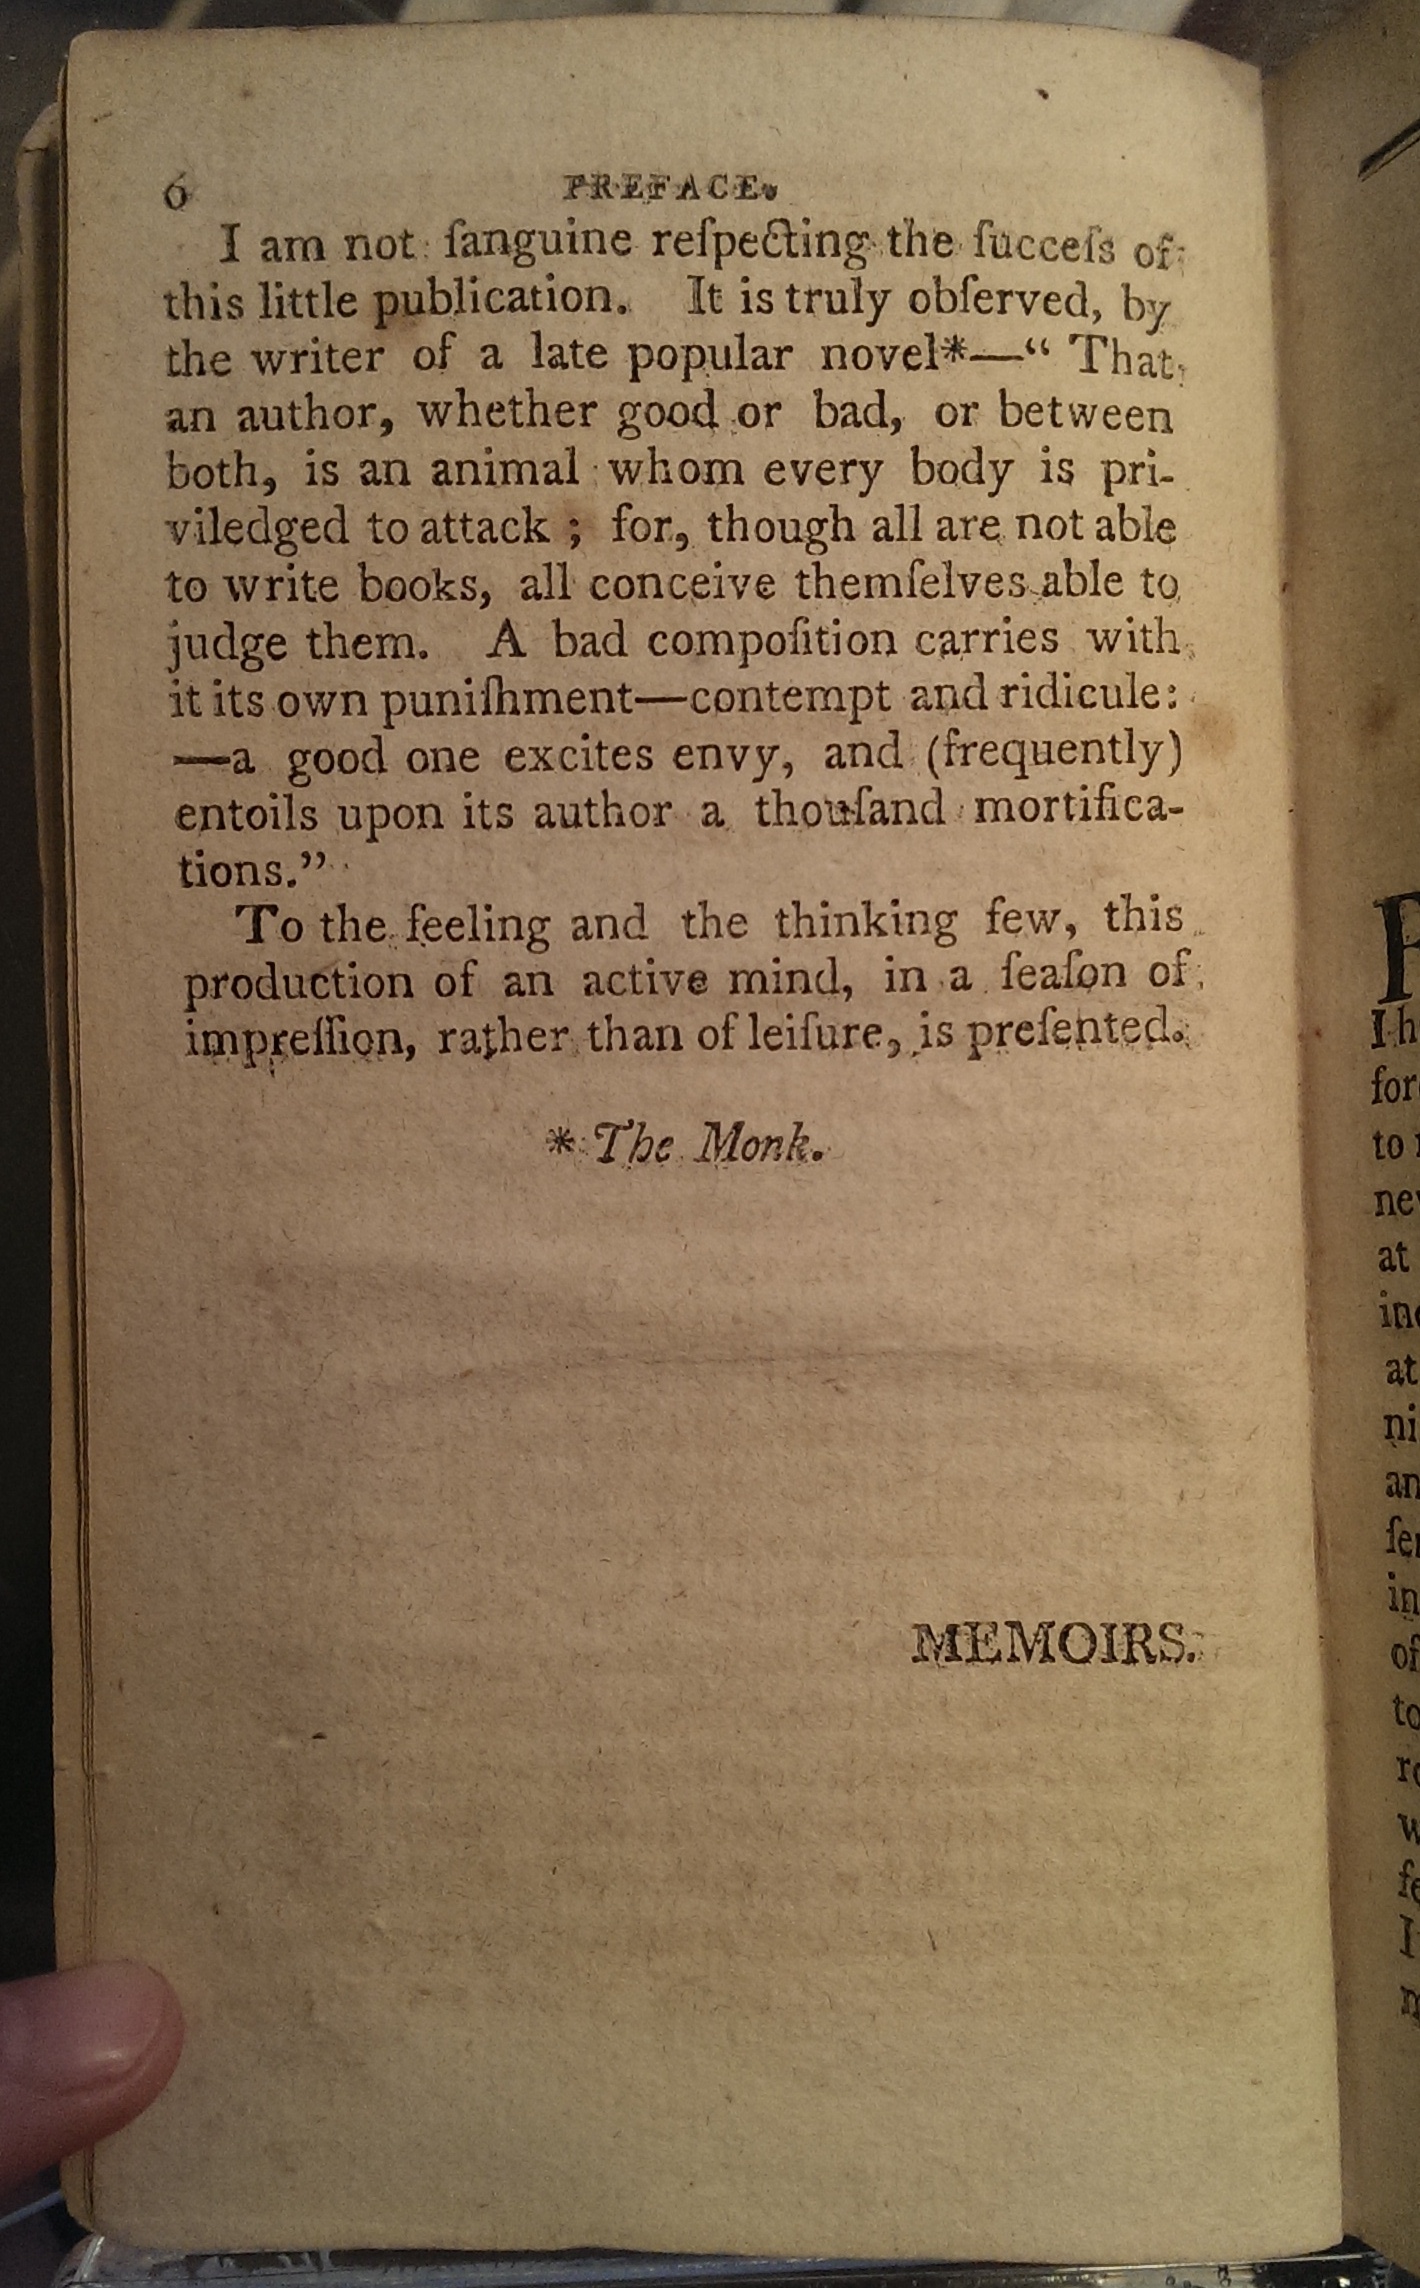 6 PREFACE.
I am not ſanguine reſpecting the ſucceſs of
this little publication. It is truly obſerved, by
the writer of a late popular novel*—“ That
an author, whether good or bad, or between
both, is an animal whom every body is pri-
viledged to attack ; for, though all are not able
to write books, all conceive themſelves able to
judge them. A bad compoſition carries with
it its own puniſhment—contempt and ridicule:
—a good one excites envy, and (frequently)
entoils upon its author a thouſand mortifica-
tions.”
To the feeling and the thinking few, this
production of an active mind, in a ſeaſon of
impreſſion, rather than of leiſure, is preſented.
* The Monk.
MEMOIRS.
I h
for
to
ne
at
in
at
ni
an
ſe
in
of
to